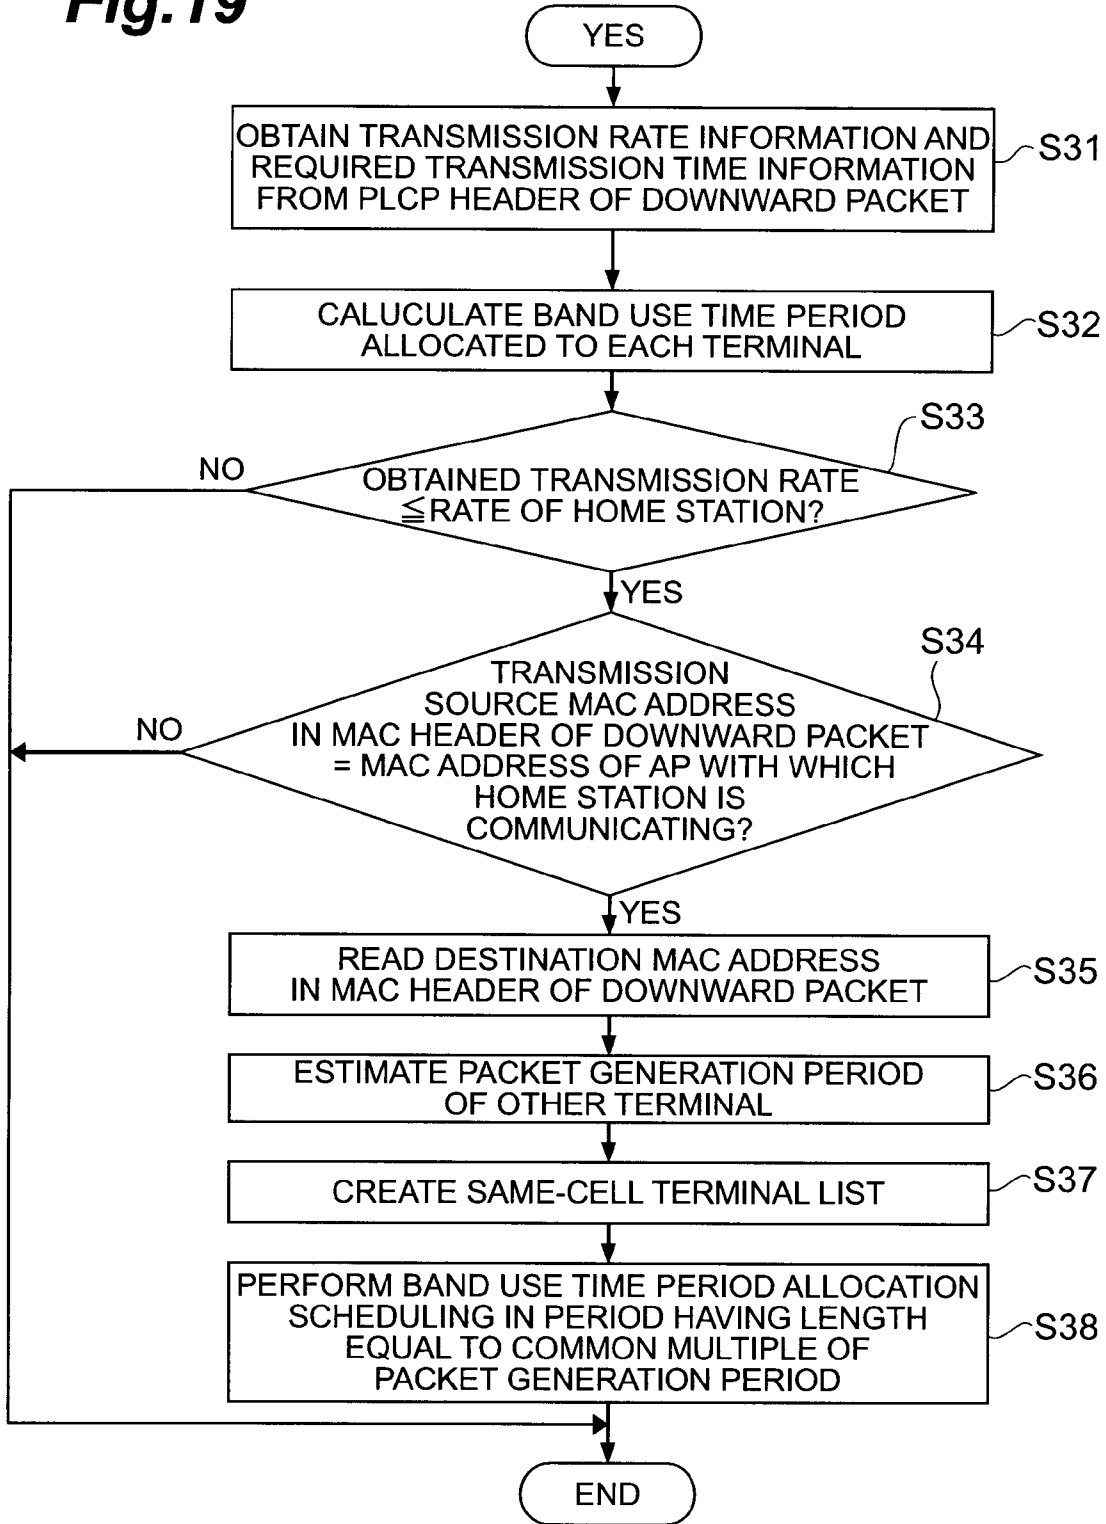 Fig.19
YES
OBTAIN TRANSMISSION RATE INFORMATION AND
REQUIRED TRANSMISSION TIME INFORMATION
FROM PLCP HEADER OF DOWNWARD PACKET
S31
CALUCULATE BAND USE TIME PERIOD
ALLOCATED TO EACH TERMINAL
S32
S33
NO
OBTAINED TRANSMISSION RATE
≦RATE OF HOME STATION?
YES
S34
NO
TRANSMISSION
SOURCE MAC ADDRESS
IN MAC HEADER OF DOWNWARD PACKET
= MAC ADDRESS OF AP WITH WHICH
HOME STATION IS
COMMUNICATING?
YES
READ DESTINATION MAC ADDRESS
IN MAC HEADER OF DOWNWARD PACKET
S35
ESTIMATE PACKET GENERATION PERIOD
OF OTHER TERMINAL
S36
CREATE SAME-CELL TERMINAL LIST
S37
PERFORM BAND USE TIME PERIOD ALLOCATION
SCHEDULING IN PERIOD HAVING LENGTH
EQUAL TO COMMON MULTIPLE OF
PACKET GENERATION PERIOD
S38
END